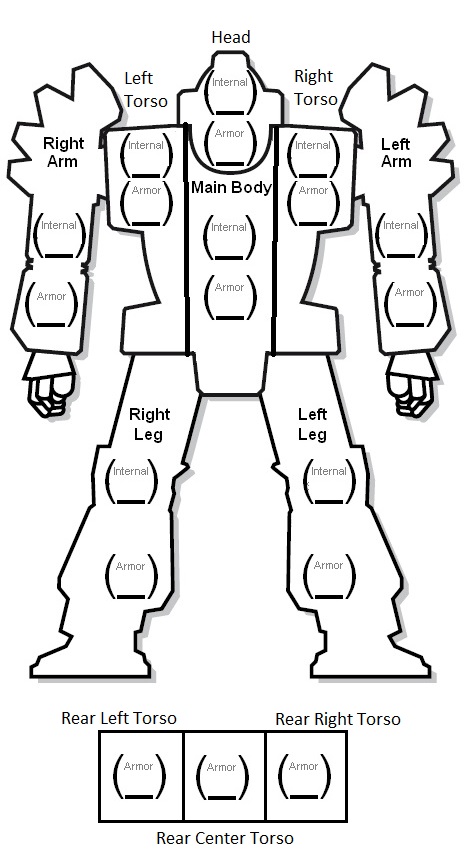 Head
Left
Torso
Right
Torso
Internal
Armor
Right
Arm
Left
Arm
Internal
Internal
Armor
Armor
Main Body
Internal
Internal
Internal
Armor
Armor
Armor
Right
Leg
Left
Leg
Internal
Internal
Armor
Armor
Rear Left Torso
Rear Right Torso
Armor
Armor
Armor
Rear Center Torso